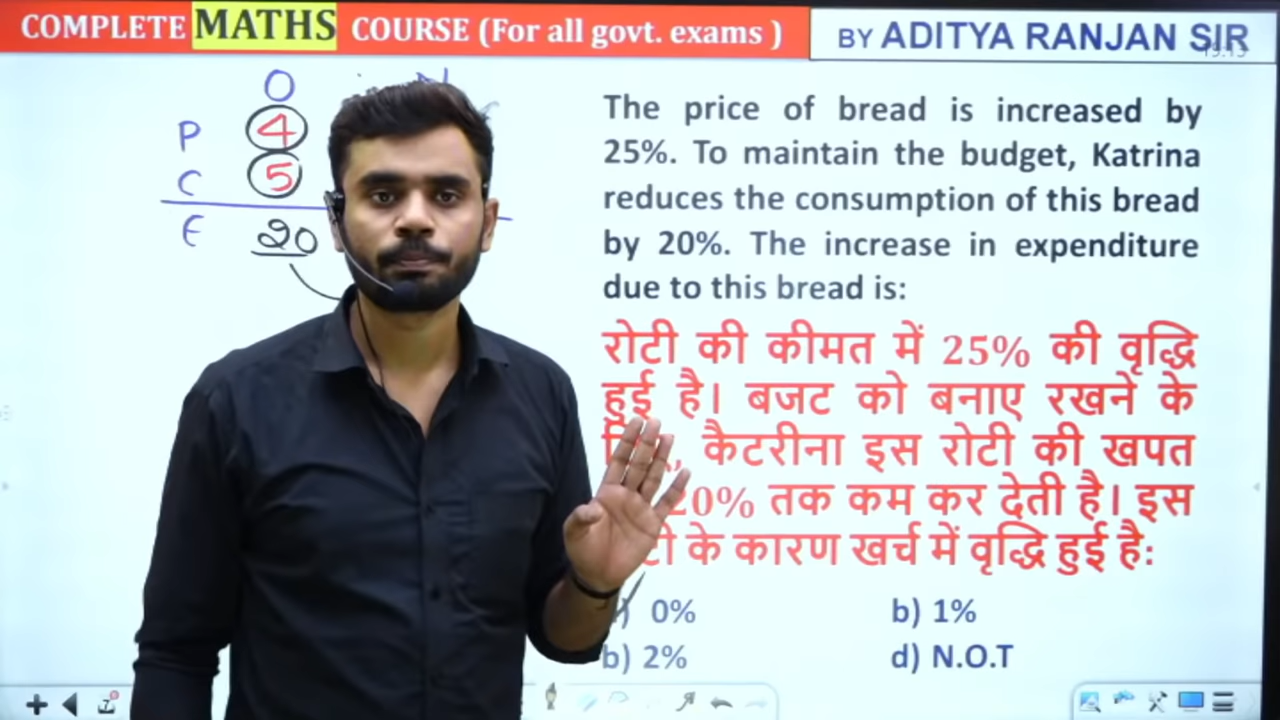 COMPLETE MATHS COURSE (For all govt. exams )
BY ADITYA RANJAN SIR
O N
P 4
C 5
E 20
The price of bread is increased by
25%. To maintain the budget, Katrina
reduces the consumption of this bread
by 20%. The increase in expenditure
due to this bread is:
रोटी की कीमत में 25% की वृद्धि
हुई है। बजट को बनाए रखने के
कैटरीना इस रोटी की खपत
20% तक कम कर देती है। इस
के कारण खर्च में वृद्धि हुई है:
0% b) 1%
b) 2% d) N.O.T